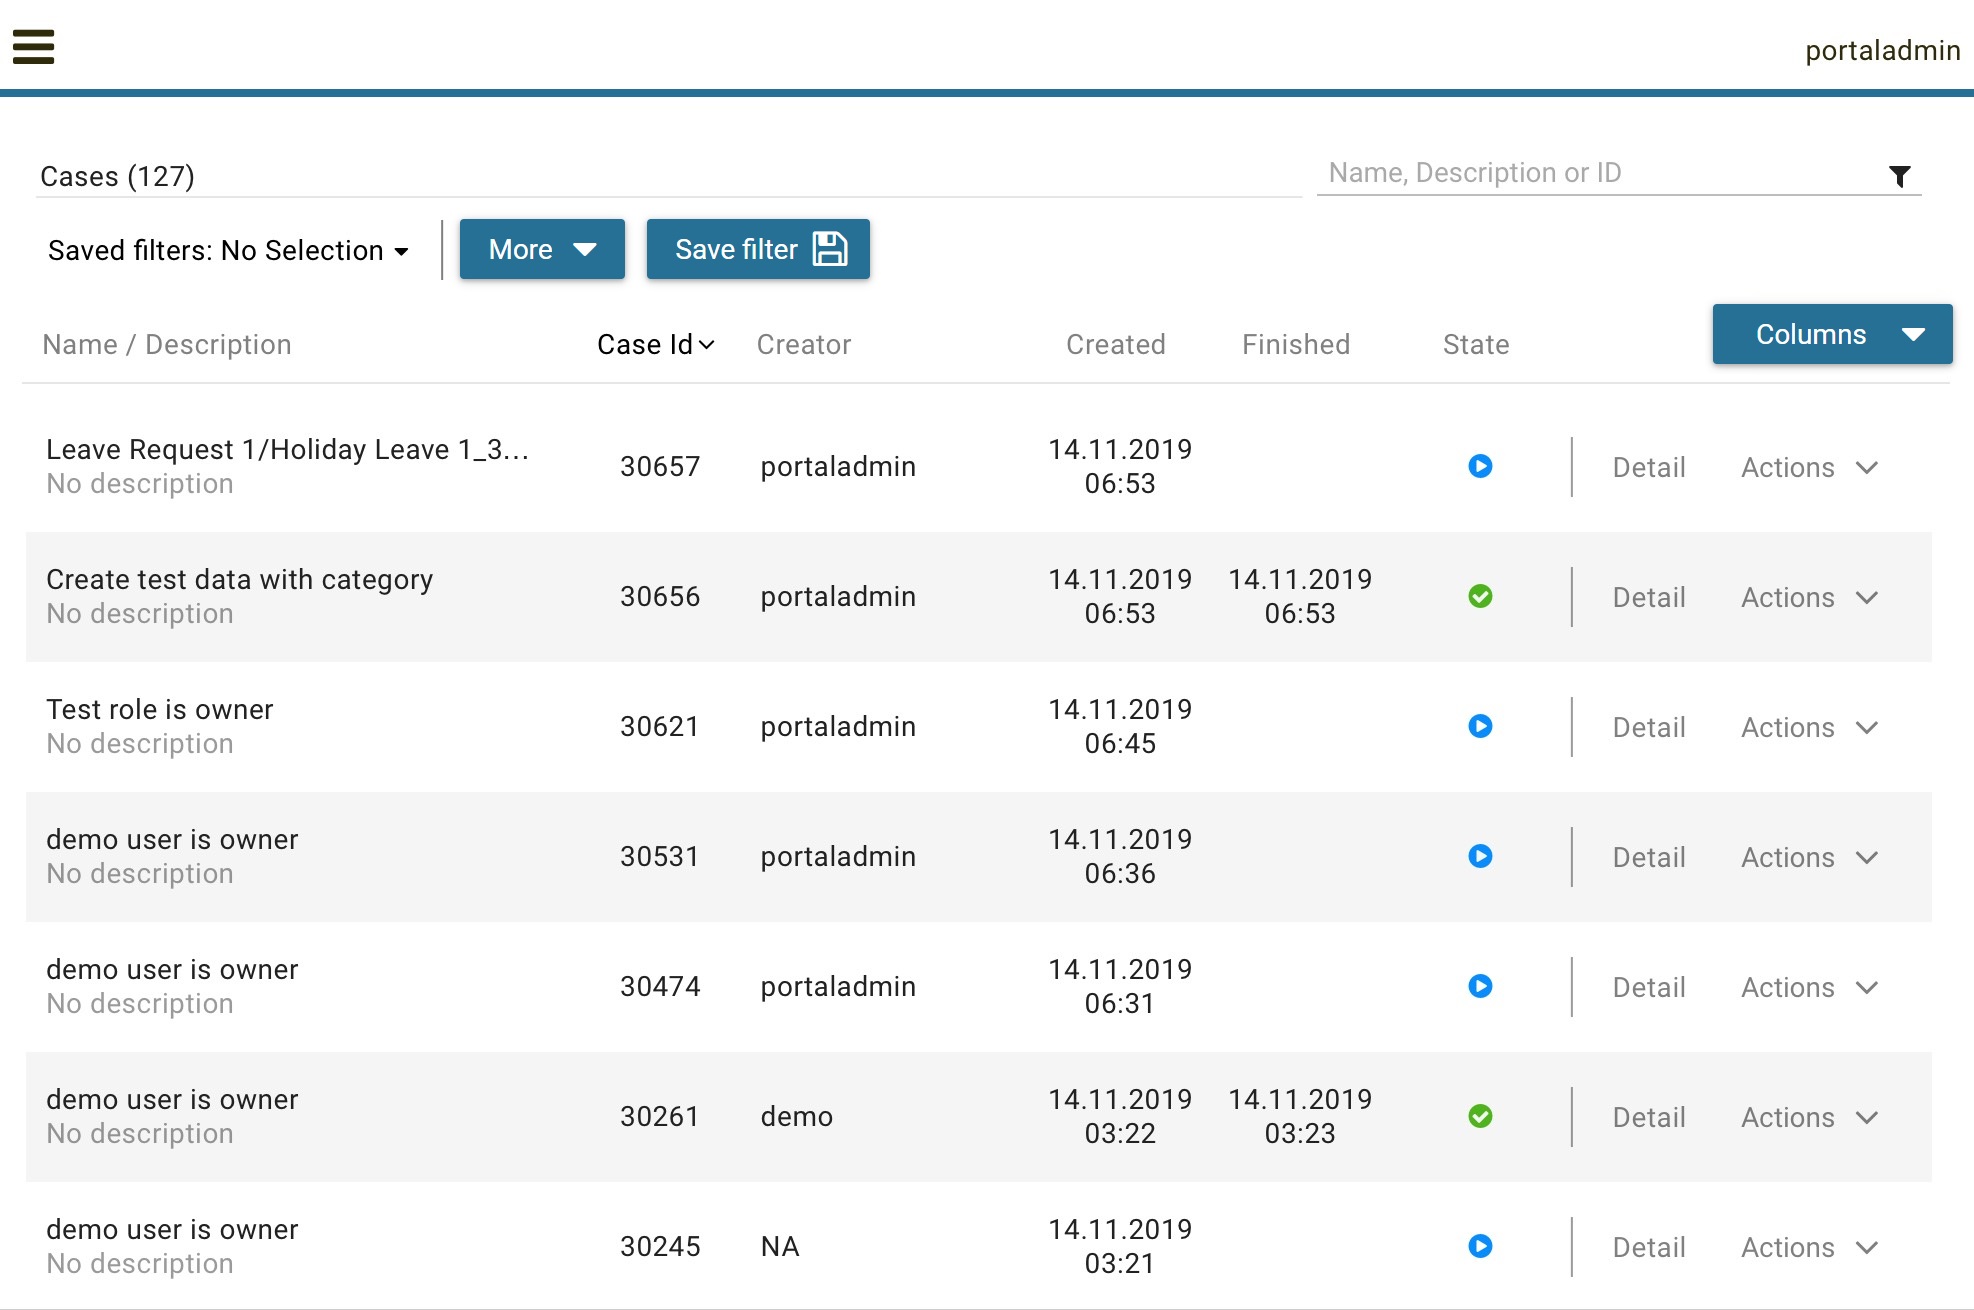 portaladmin
Cases (127)
Name, Description or ID
Saved filters: No Selection
More
Save filter
Name / Description
Case Id
Creator
Created
Finished
State
Columns
Leave Request 1/Holiday Leave 1_3...
No description
30657
portaladmin
14.11.2019
06:53
Detail
Actions
Create test data with category
No description
30656
portaladmin
14.11.2019
06:53
14.11.2019
06:53
Detail
Actions
Test role is owner
No description
30621
portaladmin
14.11.2019
06:45
Detail
Actions
demo user is owner
No description
30531
portaladmin
14.11.2019
06:36
Detail
Actions
demo user is owner
No description
30474
portaladmin
14.11.2019
06:31
Detail
Actions
demo user is owner
No description
30261
demo
14.11.2019
03:22
14.11.2019
03:23
Detail
Actions
demo user is owner
No description
30245
NA
14.11.2019
03:21
Detail
Actions